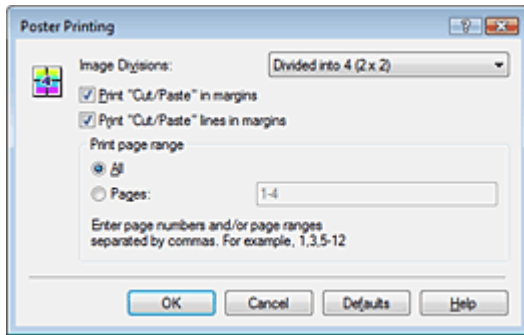 Poster Printing
Image Divisions: Divided into 4 (2 x 2)
Print "Cut/Paste" in margins
Print "Cut/Paste" lines in margins
Print page range
All
Pages: 1-4
Enter page numbers and/or page ranges
separated by commas. For example, 1,3,5-12
OK Cancel Defaults Help